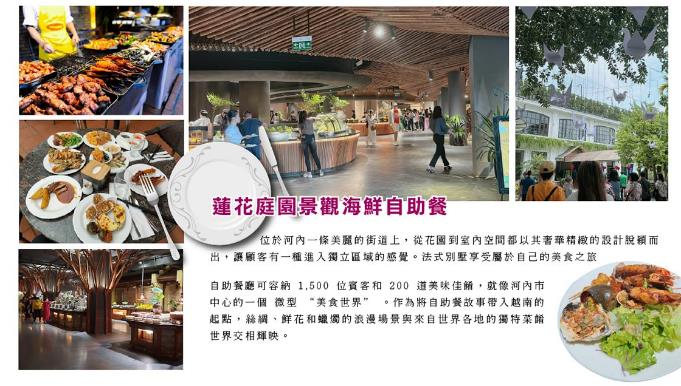 蓮花庭園景觀海鮮自助餐
位於河內一條美麗的街道上，從花園到室內空間都以其奢華精緻的設計脫穎而
出，讓顧客有一種進入獨立區域的感覺。法式別墅享受屬於自己的美食之旅
自助餐廳可容納 1,500 位賓客和 200 道美味佳餚，就像河內市
中心的一個 微型 “美食世界” 。作為將自助餐故事帶入越南的
起點，絲綢、鮮花和蠟燭的浪漫場景與來自世界各地的獨特菜餚
世界交相輝映。